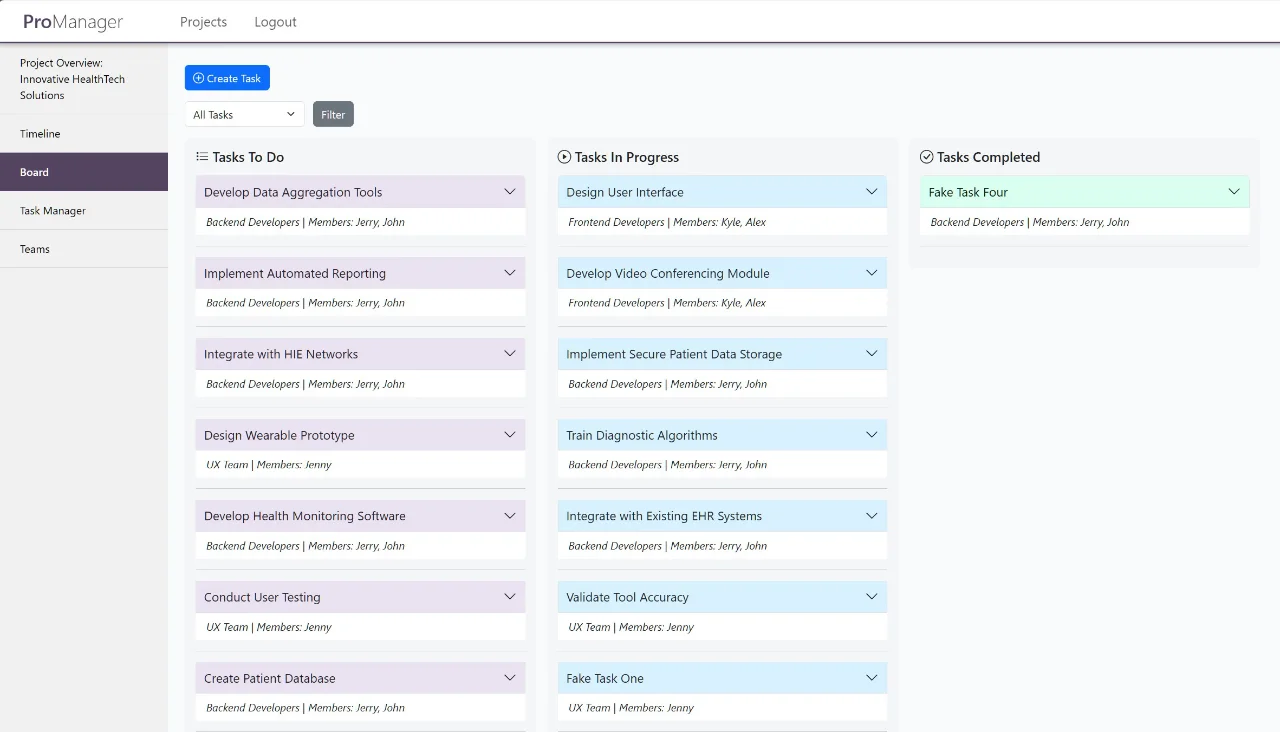 ProManager
Projects
Logout
Project Overview:
Innovative HealthTech
Solutions
Timeline
Board
Task Manager
Teams
Create Task
All Tasks
Filter
Tasks To Do
Develop Data Aggregation Tools
Backend Developers | Members: Jerry, John
Implement Automated Reporting
Backend Developers | Members: Jerry, John
Integrate with HIE Networks
Backend Developers | Members: Jerry, John
Design Wearable Prototype
UX Team | Members: Jenny
Develop Health Monitoring Software
Backend Developers | Members: Jerry, John
Conduct User Testing
UX Team | Members: Jenny
Create Patient Database
Backend Developers | Members: Jerry, John
Tasks In Progress
Design User Interface
Frontend Developers | Members: Kyle, Alex
Develop Video Conferencing Module
Frontend Developers | Members: Kyle, Alex
Implement Secure Patient Data Storage
Backend Developers | Members: Jerry, John
Train Diagnostic Algorithms
Backend Developers | Members: Jerry, John
Integrate with Existing EHR Systems
Backend Developers | Members: Jerry, John
Validate Tool Accuracy
UX Team | Members: Jenny
Fake Task One
UX Team | Members: Jenny
Tasks Completed
Fake Task Four
Backend Developers | Members: Jerry, John